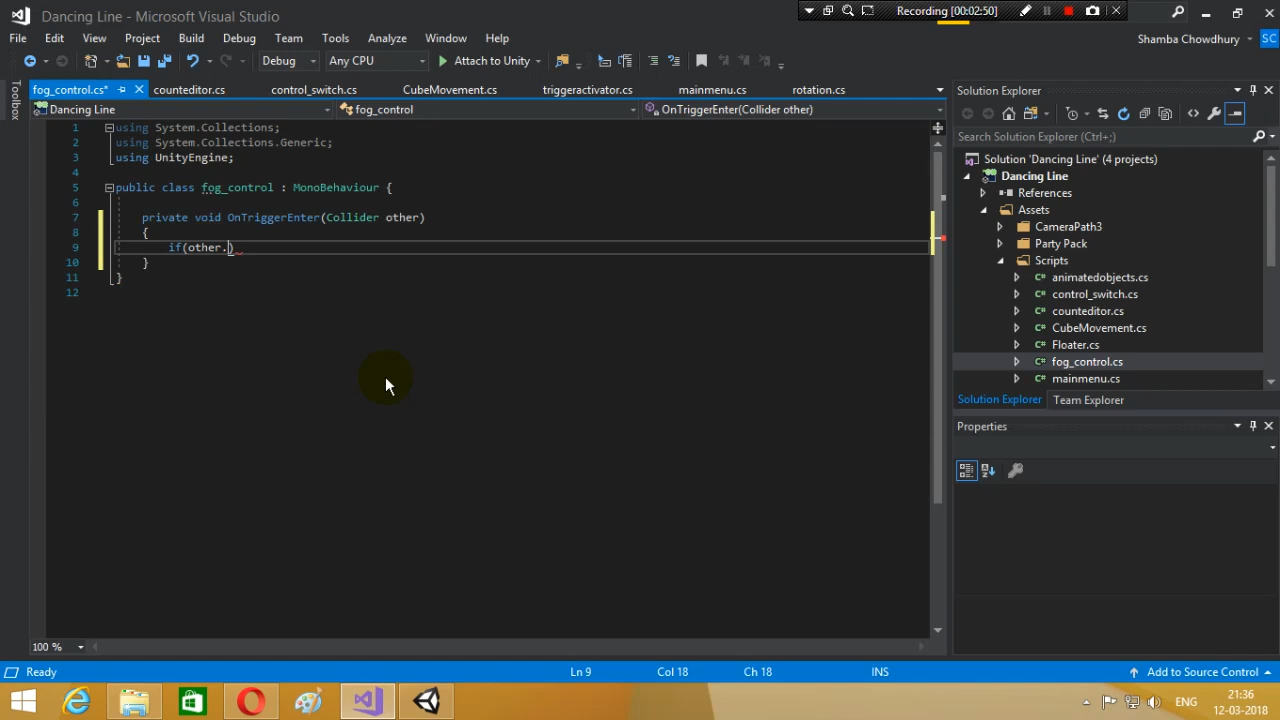 Dancing Line - Microsoft Visual Studio
Recording [00:02:50]
File Edit View Project Build Debug Team Tools Analyze Window Help
Shamba Chowdhury SC
Debug Any CPU Attach to Unity
Toolbox
fog_control.cs* counteditor.cs control_switch.cs CubeMovement.cs triggeractivator.cs mainmenu.cs rotation.cs
Dancing Line fog_control OnTriggerEnter(Collider other)
1 using System.Collections;
2 using System.Collections.Generic;
3 using UnityEngine;
4
5 public class fog_control : MonoBehaviour {
6
7 private void OnTriggerEnter(Collider other)
8 {
9 if(other.)
10 }
11 }
12
100 %
Solution Explorer
Search Solution Explorer (Ctrl+;)
Solution 'Dancing Line' (4 projects)
Dancing Line
References
Assets
CameraPath3
Party Pack
Scripts
C# animatedobjects.cs
C# control_switch.cs
C# counteditor.cs
C# CubeMovement.cs
C# Floater.cs
C# fog_control.cs
C# mainmenu.cs
Solution Explorer Team Explorer
Properties
Ready Ln 9 Col 18 Ch 18 INS Add to Source Control
ENG 21:36
12-03-2018